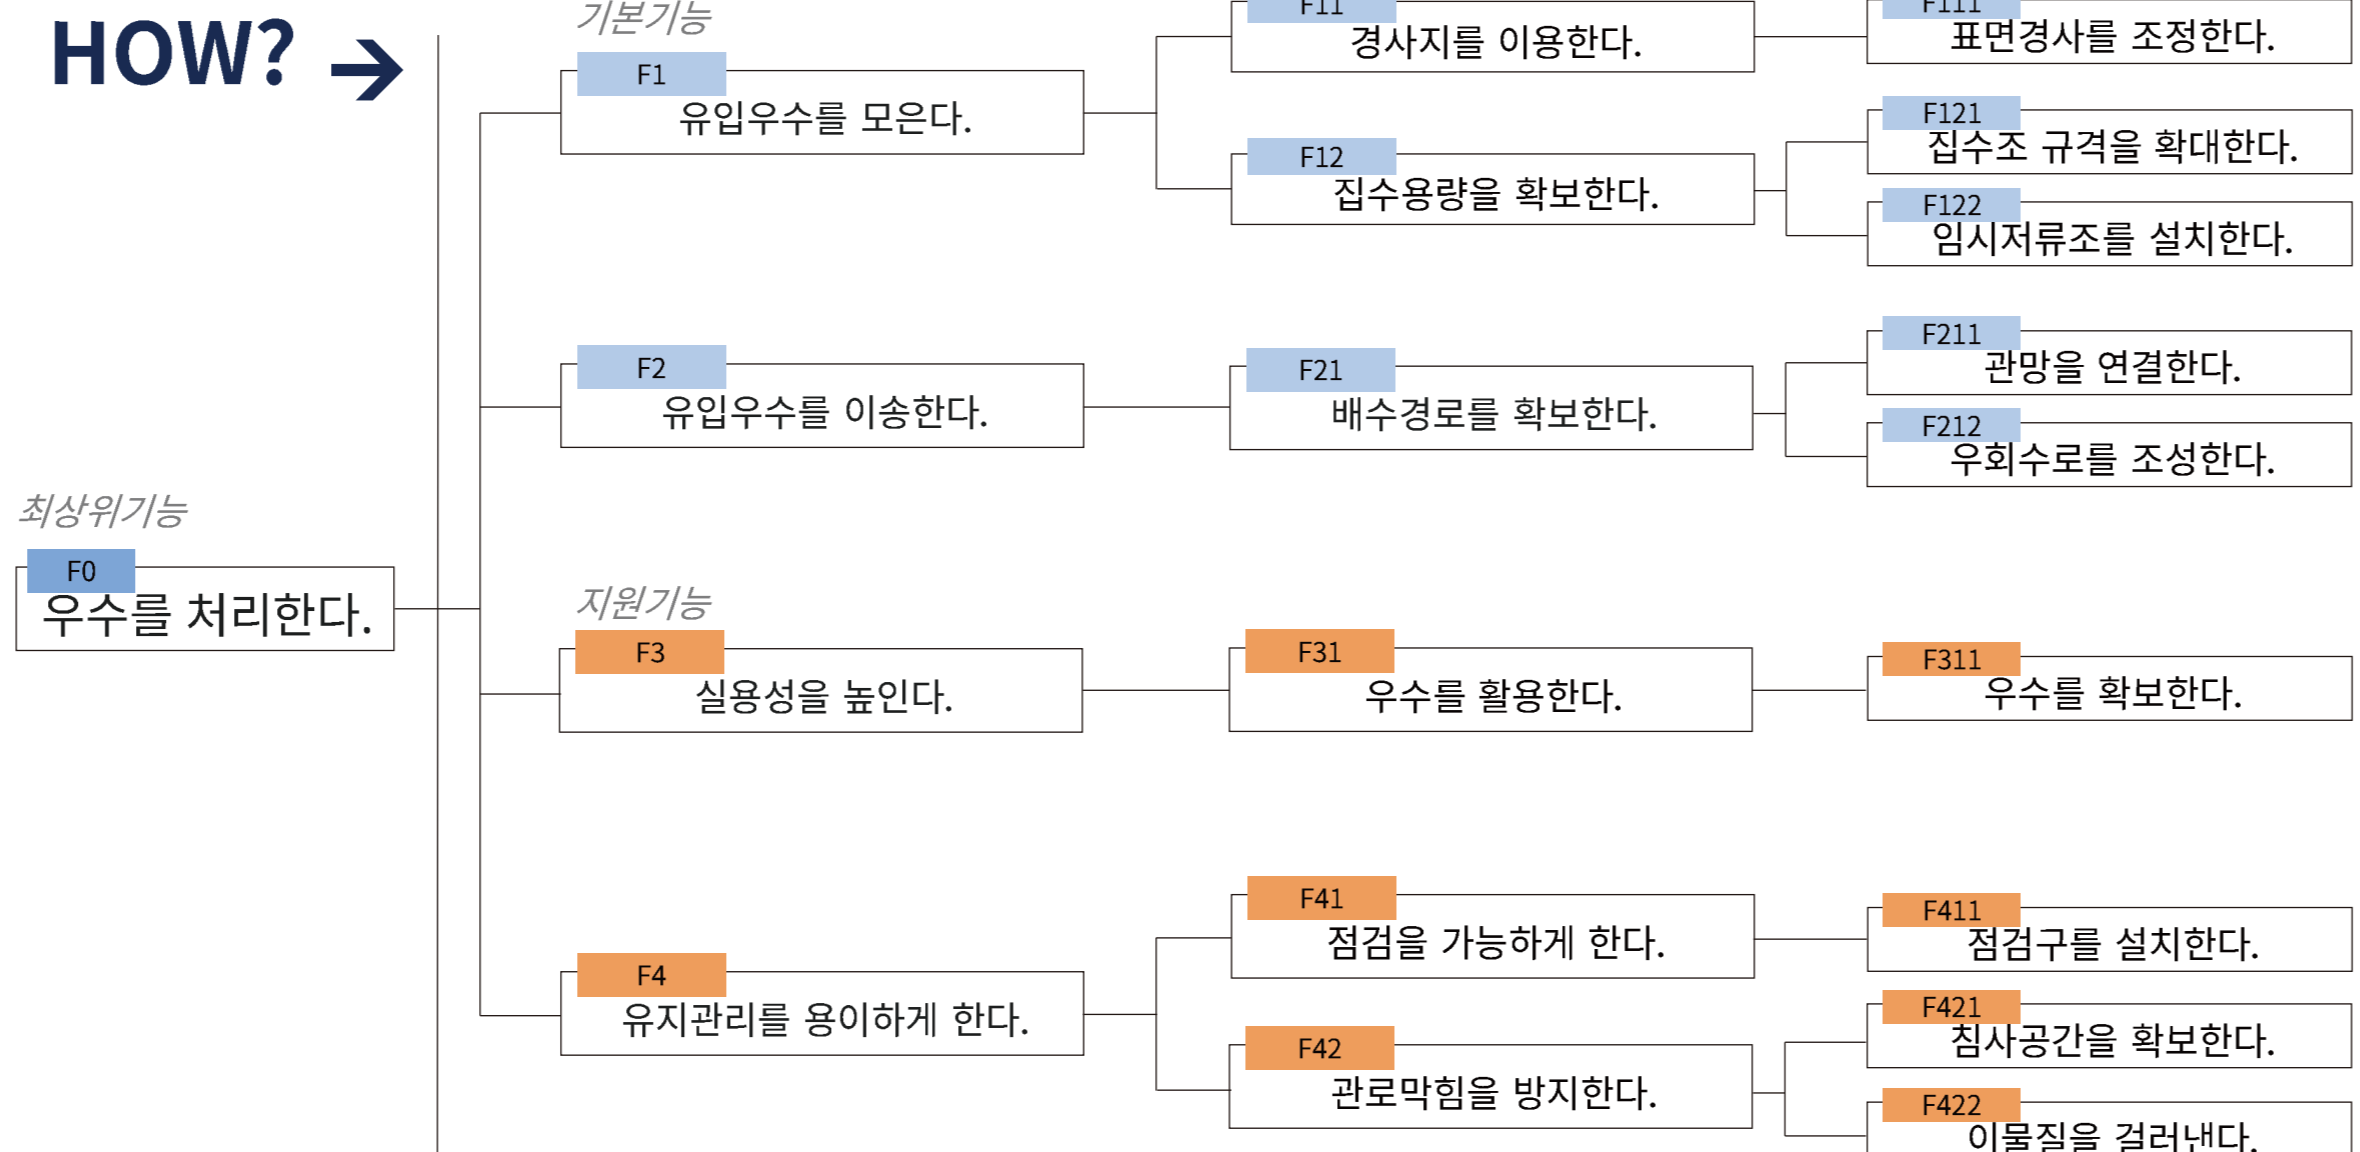 HOW?
기본기능
F11
경사지를 이용한다.
F111
표면경사를 조정한다.
F1
유입우수를 모은다.
F121
집수조 규격을 확대한다.
F12
집수용량을 확보한다.
F122
임시저류조를 설치한다.
F211
관망을 연결한다.
F2
유입우수를 이송한다.
F21
배수경로를 확보한다.
F212
우회수로를 조성한다.
최상위기능
F0
우수를 처리한다.
지원기능
F3
실용성을 높인다.
F31
우수를 활용한다.
F311
우수를 확보한다.
F41
점검을 가능하게 한다.
F411
점검구를 설치한다.
F4
유지관리를 용이하게 한다.
F421
침사공간을 확보한다.
F42
관로막힘을 방지한다.
F422
이물질을 걸러낸다.